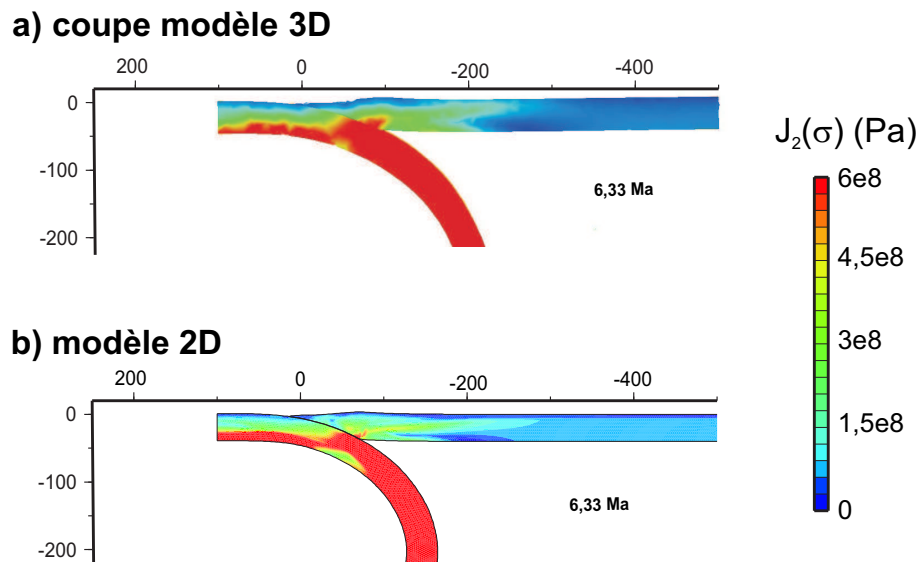 a) coupe modèle 3D
200 0 -200 -400
0
-100
-200
6,33 Ma
J2(σ) (Pa)
6e8
4,5e8
3e8
1,5e8
0
b) modèle 2D
200 0 -200 -400
0
-100
-200
6,33 Ma